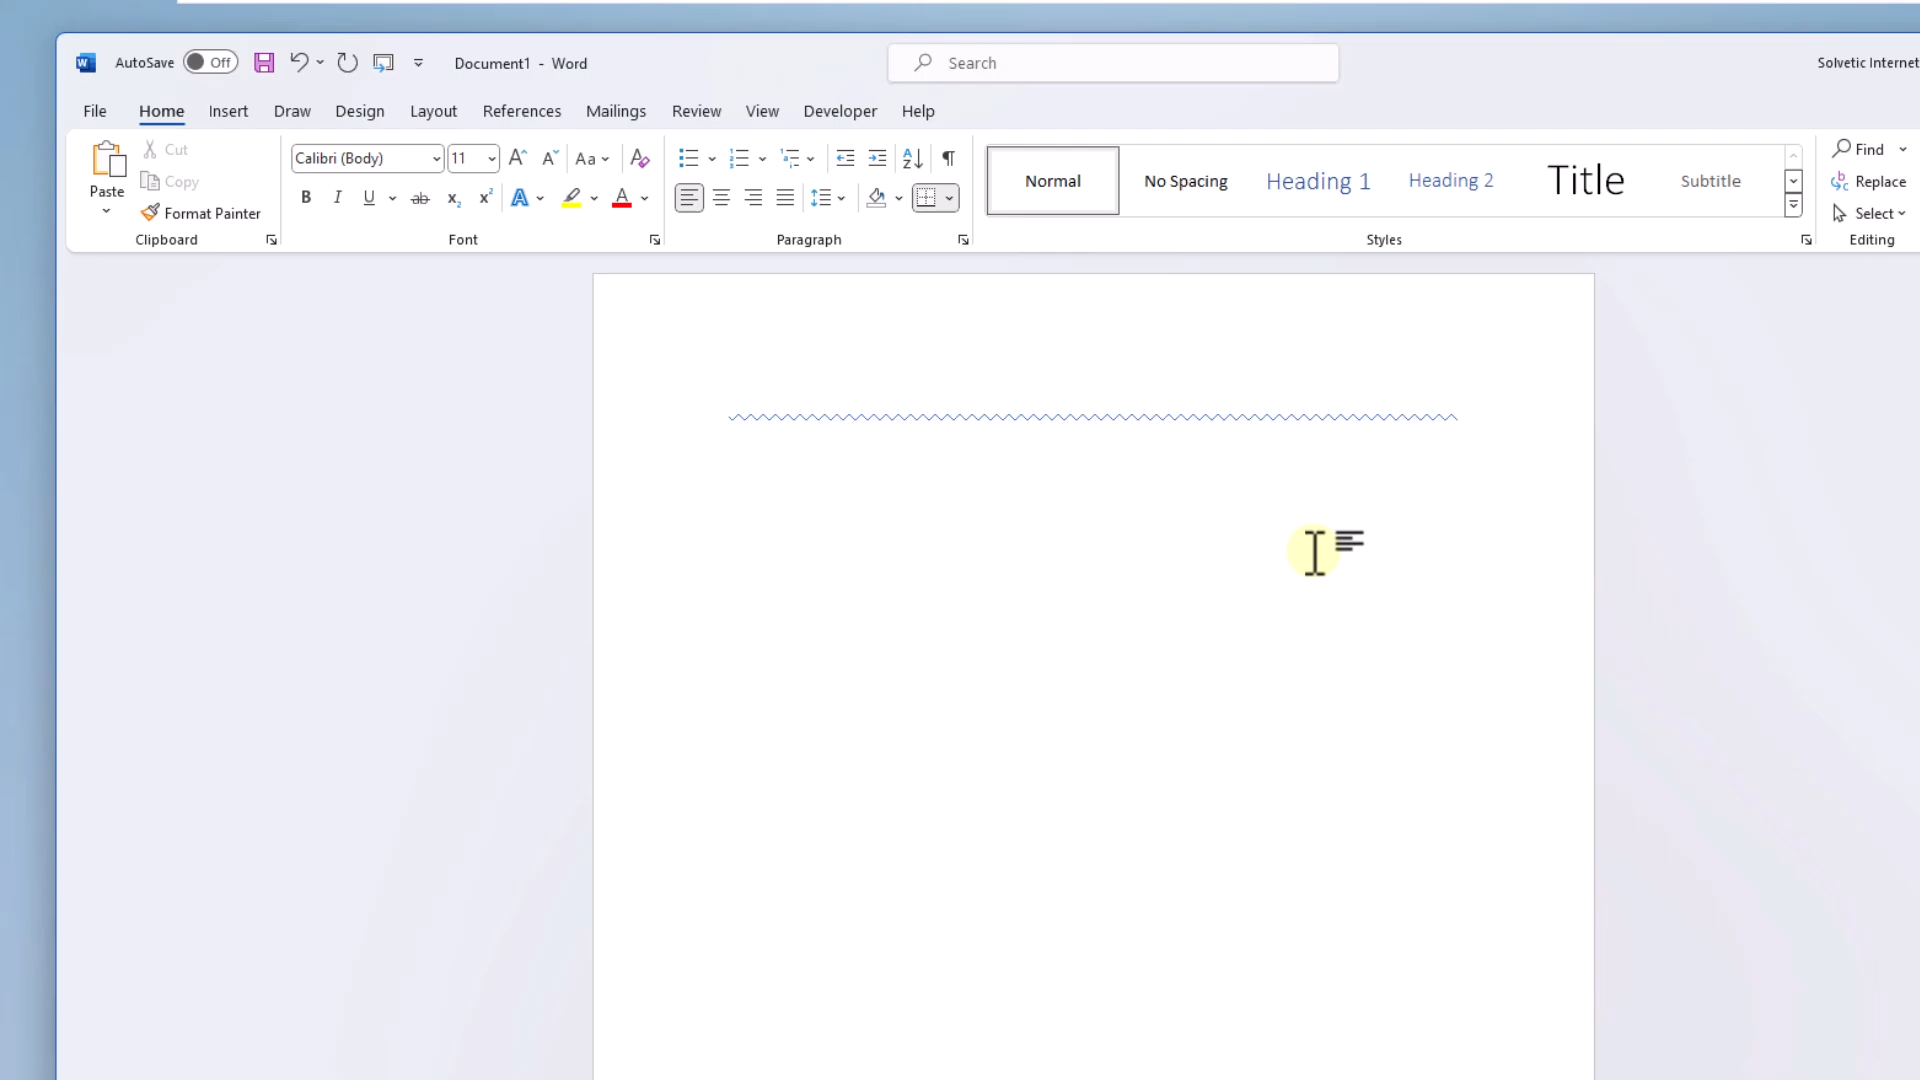 AutoSave Off Document1 - Word Search Solvetic Internet
File Home Insert Draw Design Layout References Mailings Review View Developer Help
Paste
Cut
Copy
Format Painter
Clipboard
Calibri (Body) 11
Font
Paragraph
Normal No Spacing Heading 1 Heading 2 Title Subtitle
Styles
Find
Replace
Select
Editing